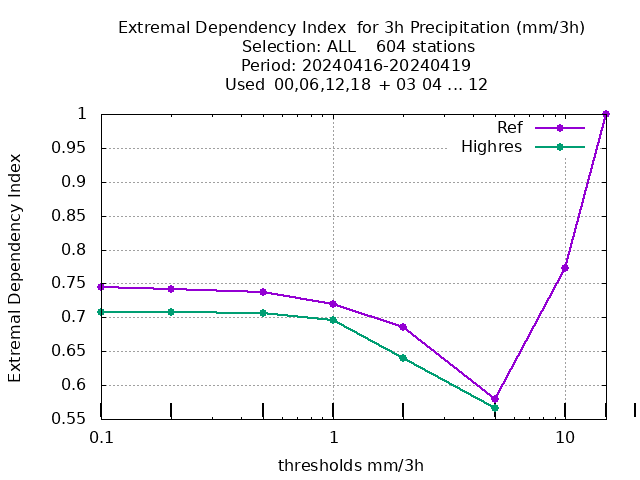 Extremal Dependency Index  for 3h Precipitation (mm/3h)
Selection: ALL    604 stations
Period: 20240416-20240419
Used  00,06,12,18 + 03 04 ... 12
Ref
Highres
Extremal Dependency Index
1
0.95
0.9
0.85
0.8
0.75
0.7
0.65
0.6
0.55
0.1 1 10
thresholds mm/3h